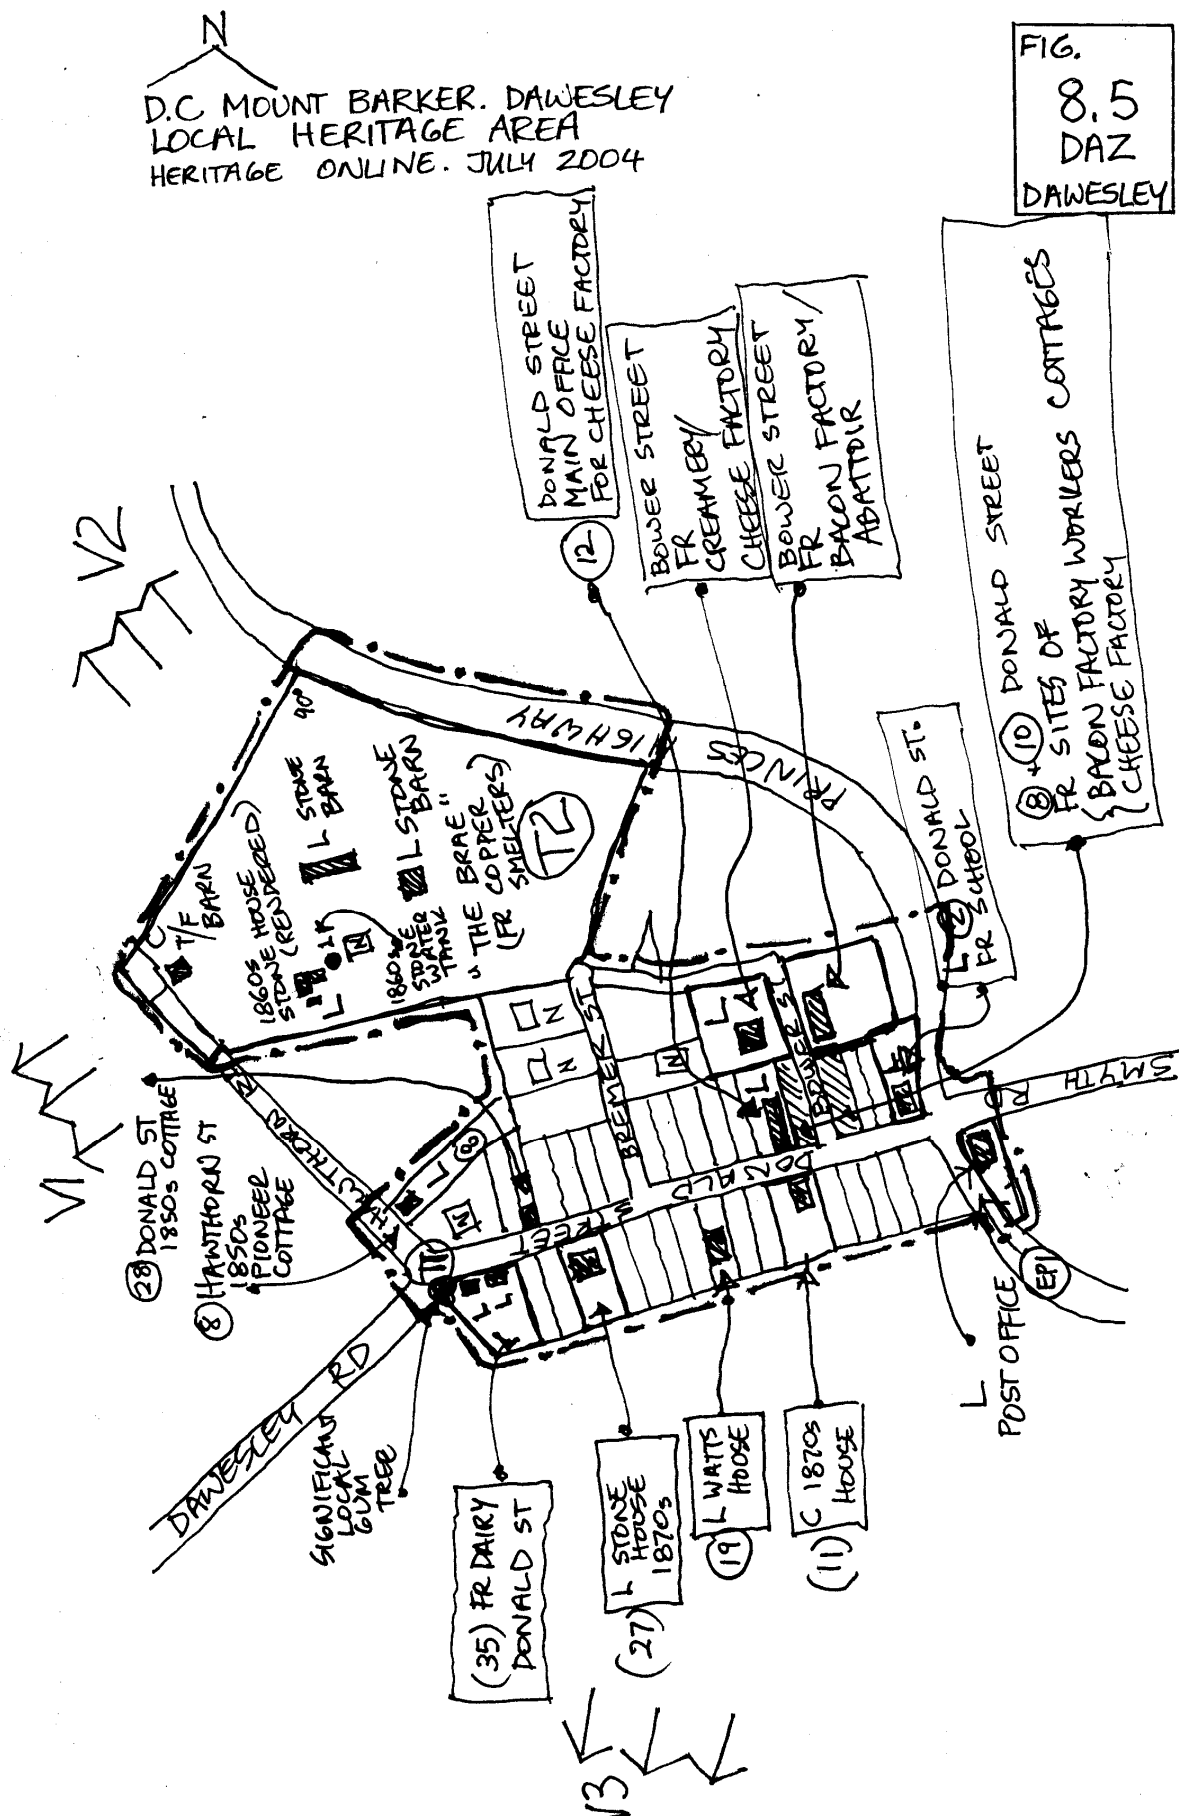 N
D.C MOUNT BARKER. DAWESLEY
LOCAL HERITAGE AREA
HERITAGE ONLINE. JULY 2004
FIG.
8.5
DAZ
DAWESLEY
V1
V2
V3
DONALD STREET
MAIN OFFICE
FOR CHEESE FACTORY
12
BOWER STREET
FR
CREAMERY/
CHEESE FACTORY
BOWER STREET
FR
BACON FACTORY/
ABATTOIR
8+10 DONALD STREET
FR SITES OF
BACON FACTORY WORKERS COTTAGES
CHEESE FACTORY
L 2 DONALD ST.
FR SCHOOL
28 DONALD ST
1850s COTTAGE
8 HAWTHORN ST
1850s
PIONEER
COTTAGE
C
T/F
BARN
1860s HOUSE
STONE (RENDERED)
L
N
L STONE
BARN
1860s
STONE
WATER
TANK
L STONE
BARN
"THE BRAE"
(FR COPPER
SMELTERS)
T2
90°
PRINCES
HIGHWAY
HAWTHORN RD
N
L
8
11
N
N
BREMER ST
N
L
A
BOWER ST
BOWER
L
L
DONALD
STREET
SMYTH
RD
EP1
L
POST OFFICE
DAWESLEY RD
SIGNIFICANT
LOCAL
GUM
TREE
L
L
(35) FR DAIRY
DONALD ST
(27) L STONE
HOUSE
1870s
19 L WATTS
HOUSE
(11) C 1870s
HOUSE